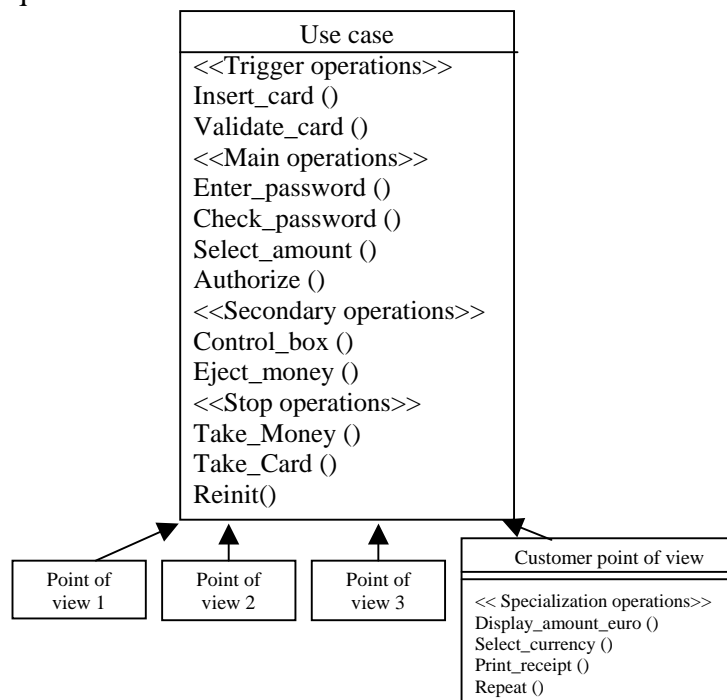 Use case
<<Trigger operations>>
Insert_card ()
Validate_card ()
<<Main operations>>
Enter_password ()
Check_password ()
Select_amount ()
Authorize ()
<<Secondary operations>>
Control_box ()
Eject_money ()
<<Stop operations>>
Take_Money ()
Take_Card ()
Reinit()
Point of
view 1
Point of
view 2
Point of
view 3
Customer point of view
<< Specialization operations>>
Display_amount_euro ()
Select_currency ()
Print_receipt ()
Repeat ()